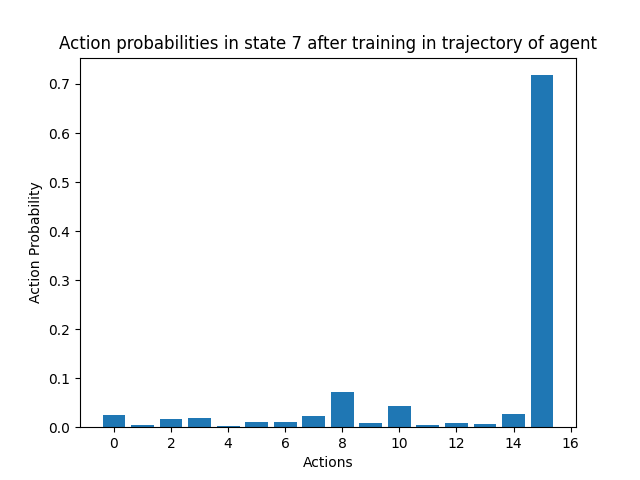 Action probabilities in state 7 after training in trajectory of agent
0.7
0.6
0.5
0.4
0.3
0.2
0.1
0.0
Action Probability
0 2 4 6 8 10 12 14 16
Actions